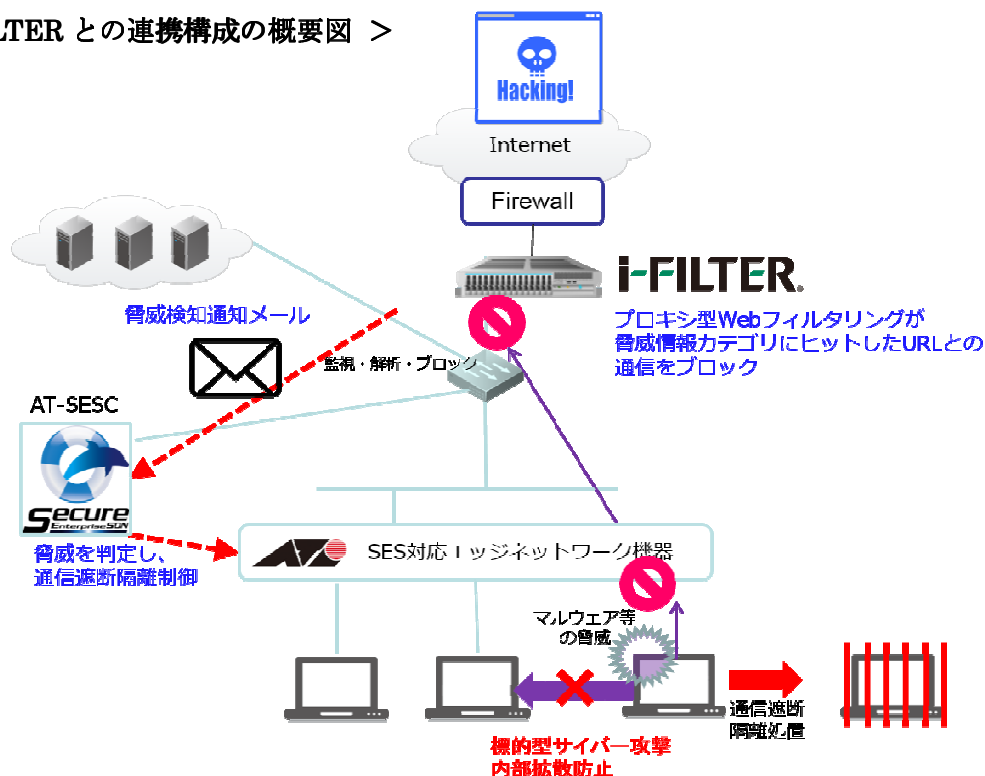 LTER との連携構成の概要図 >
Hacking!
Internet
Firewall
i-FILTER®
プロキシ型Webフィルタリングが
脅威情報カテゴリにヒットしたURLとの
通信をブロック
脅威検知通知メール
監視・解析・ブロック
AT-SESC
Secure
EnterpriseSDN
脅威を判定し、
通信遮断隔離制御
SES対応エッジネットワーク機器
マルウェア等
の脅威
通信遮断
隔離処置
標的型サイバー攻撃
内部拡散防止